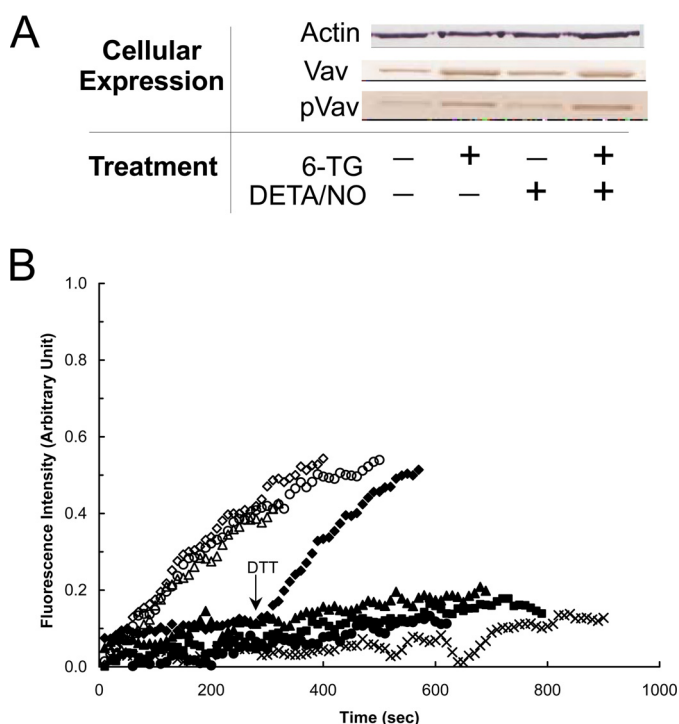 A
Cellular
Expression
Actin
Vav
pVav
Treatment
6-TG – + – +
DETA/NO – – + +
B
Fluorescence Intensity (Arbitrary Unit)
1.0
0.8
0.6
0.4
0.2
0.0
DTT
0 200 400 600 800 1000
Time (sec)